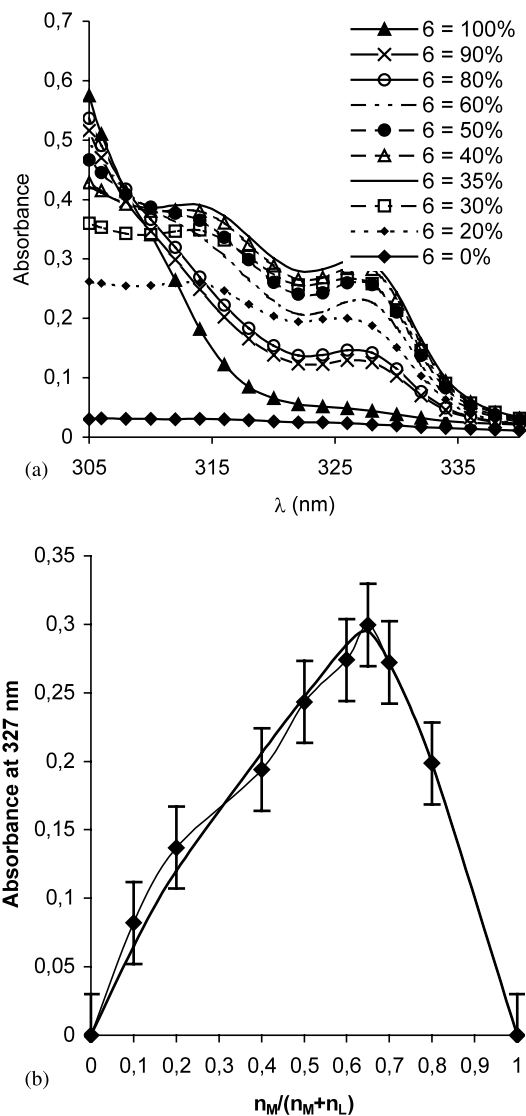 0,7
0,6
0,5
0,4
0,3
0,2
0,1
0
Absorbance
6 = 100%
6 = 90%
6 = 80%
6 = 60%
6 = 50%
6 = 40%
6 = 35%
6 = 30%
6 = 20%
6 = 0%
305 315 325 335
λ (nm)
(a)
0,35
0,3
0,25
0,2
0,15
0,1
0,05
0
Absorbance at 327 nm
0 0,1 0,2 0,3 0,4 0,5 0,6 0,7 0,8 0,9 1
nM/(nM+nL)
(b)